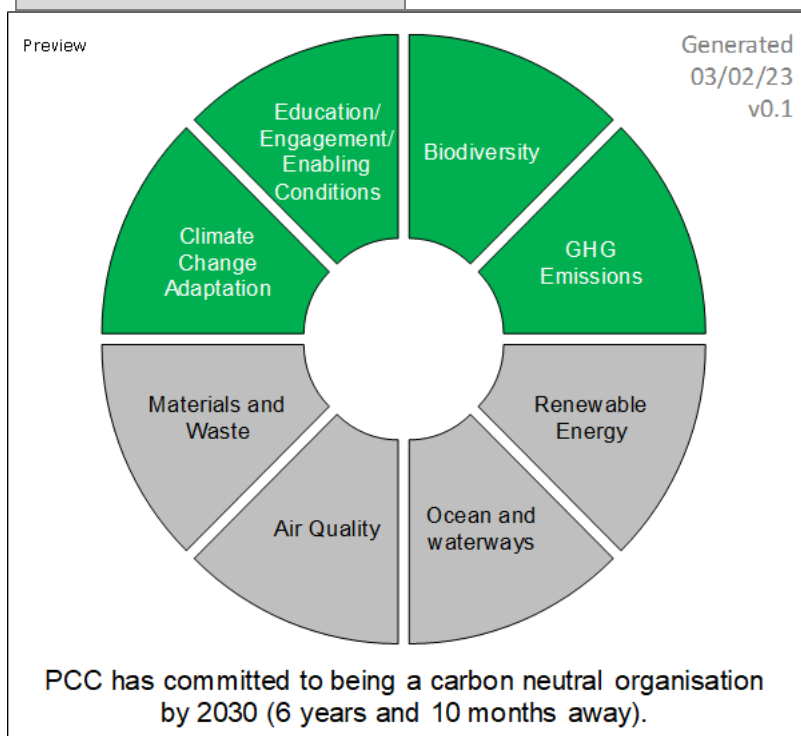 Preview
Generated
03/02/23
v0.1
Education/
Engagement/
Enabling
Conditions
Biodiversity
Climate
Change
Adaptation
GHG
Emissions
Materials and
Waste
Renewable
Energy
Air Quality
Ocean and
waterways
PCC has committed to being a carbon neutral organisation
by 2030 (6 years and 10 months away).